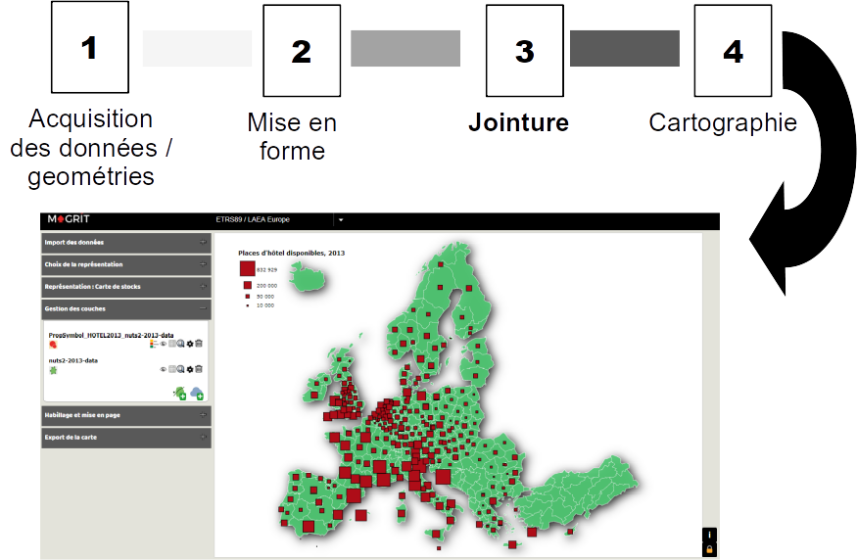 1
2
3
4
Acquisition
des données /
geométries
Mise en
forme
Jointure
Cartographie
MAGRIT
ETRS89 / LAEA Europe
Import des données
Choix de la représentation
Représentation : Carte de stocks
Gestion des couches
PropSymbol_HOTEL2013_nuts2-2013-data
nuts2-2013-data
Habillage et mise en page
Export de la carte
Places d'hôtel disponibles, 2013
832 929
200 000
50 000
10 000
i